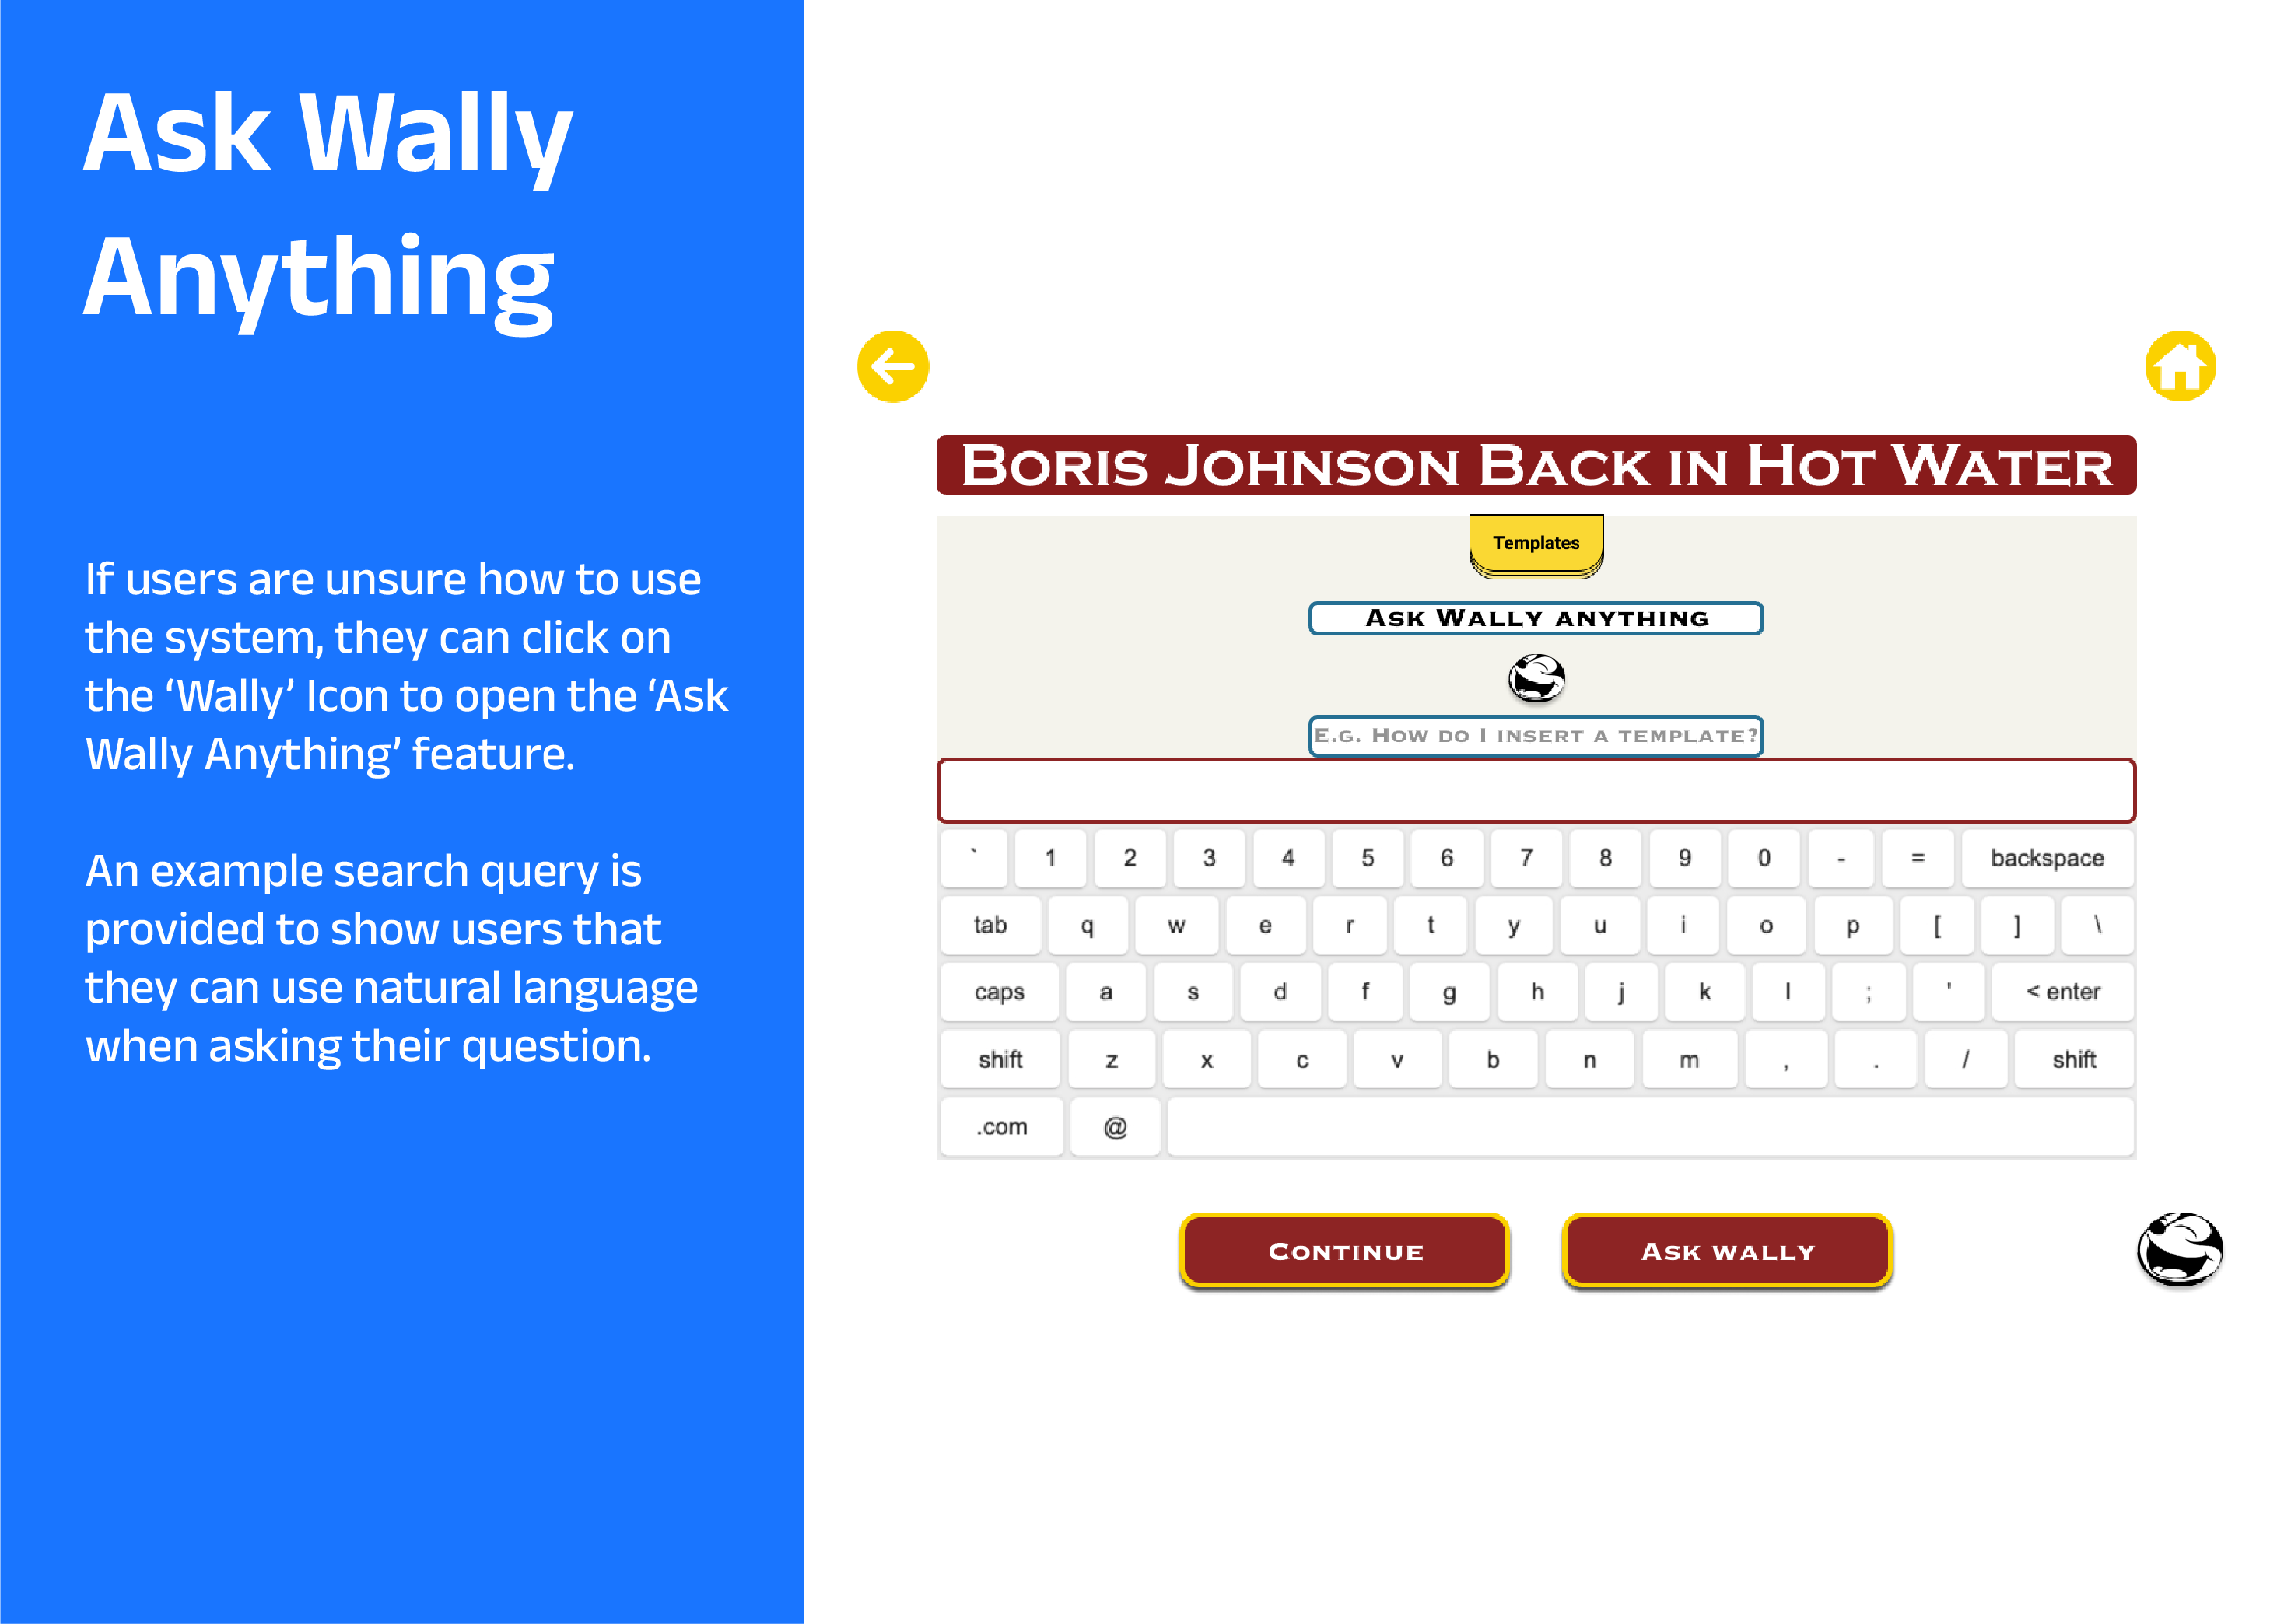 Ask Wally
Anything
If users are unsure how to use
the system, they can click on
the ‘Wally’ Icon to open the ‘Ask
Wally Anything’ feature.
An example search query is
provided to show users that
they can use natural language
when asking their question.
Boris Johnson Back in Hot Water
Templates
Ask Wally anything
E.g. How do I insert a template?
` 1 2 3 4 5 6 7 8 9 0 - = backspace
tab q w e r t y u i o p [ ] \
caps a s d f g h j k l ; ' < enter
shift z x c v b n m , . / shift
.com @
Continue
Ask wally